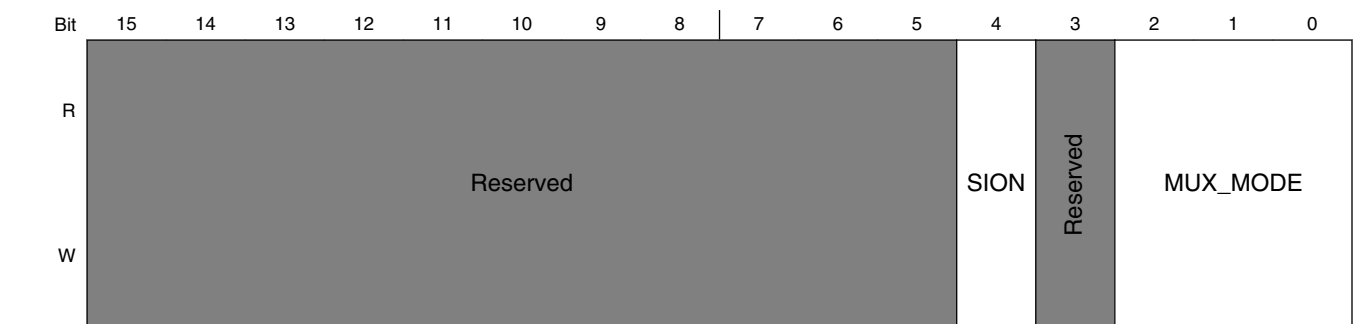 Bit 15 14 13 12 11 10 9 8 7 6 5 4 3 2 1 0
R
Reserved SION Reserved MUX_MODE
W